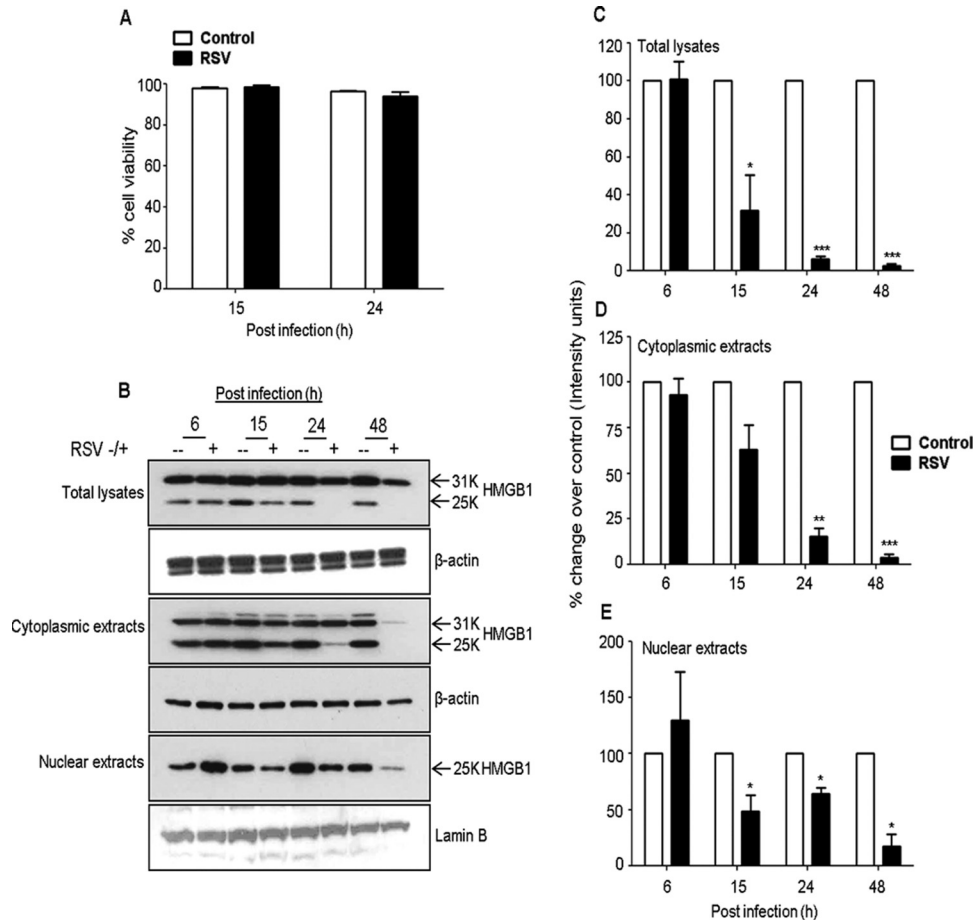 A
Control
RSV
% cell viability
100
80
60
40
20
0
15 24
Post infection (h)
B
Post infection (h)
6 15 24 48
RSV -/+ -- + -- + -- + -- +
Total lysates
31K
25K
HMGB1
β-actin
Cytoplasmic extracts
31K
25K
HMGB1
β-actin
Nuclear extracts
25K HMGB1
Lamin B
C
Total lysates
120
100
80
60
40
20
0
*
***
***
6 15 24 48
% change over control (Intensity units)
D
Cytoplasmic extracts
125
100
75
50
25
0
**
***
6 15 24 48
Control
RSV
E
Nuclear extracts
200
150
100
50
0
*
*
*
6 15 24 48
Post infection (h)